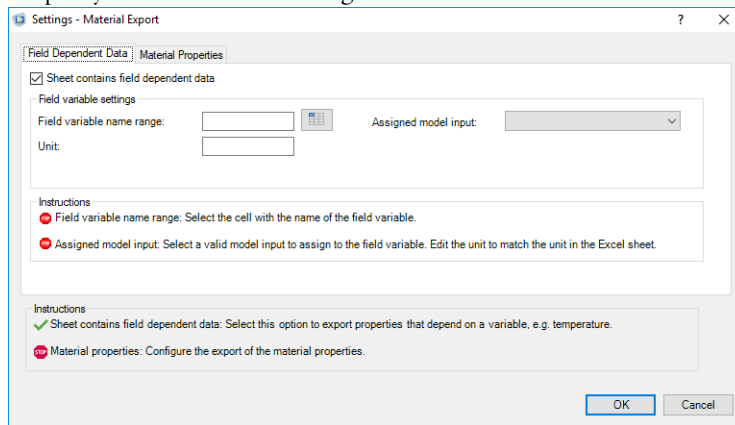 Settings - Material Export
Field Dependent Data Material Properties
Sheet contains field dependent data
Field variable settings
Field variable name range: Assigned model input:
Unit:
Instructions
Field variable name range: Select the cell with the name of the field variable.
Assigned model input: Select a valid model input to assign to the field variable. Edit the unit to match the unit in the Excel sheet.
Instructions
Sheet contains field dependent data: Select this option to export properties that depend on a variable, e.g. temperature.
Material properties: Configure the export of the material properties.
OK Cancel